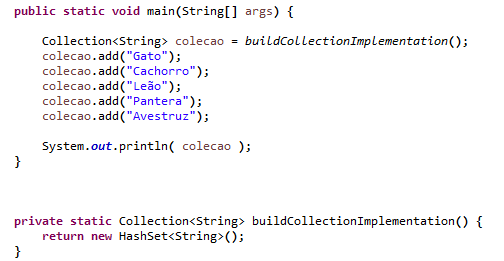 public static void main(String[] args) {
Collection<String> colecao = buildCollectionImplementation();
colecao.add("Gato");
colecao.add("Cachorro");
colecao.add("Leão");
colecao.add("Pantera");
colecao.add("Avestruz");
System.out.println( colecao );
}
private static Collection<String> buildCollectionImplementation() {
return new HashSet<String>();
}